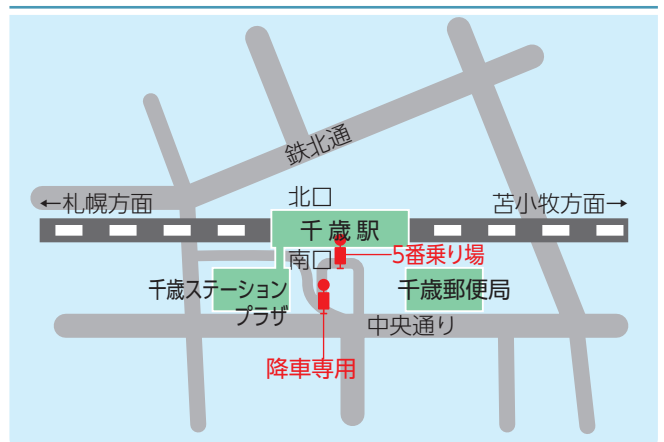 鉄北通
北口
←札幌方面
苫小牧方面→
千歳駅
南口
5番乗り場
千歳ステーション
プラザ
千歳郵便局
中央通り
降車専用